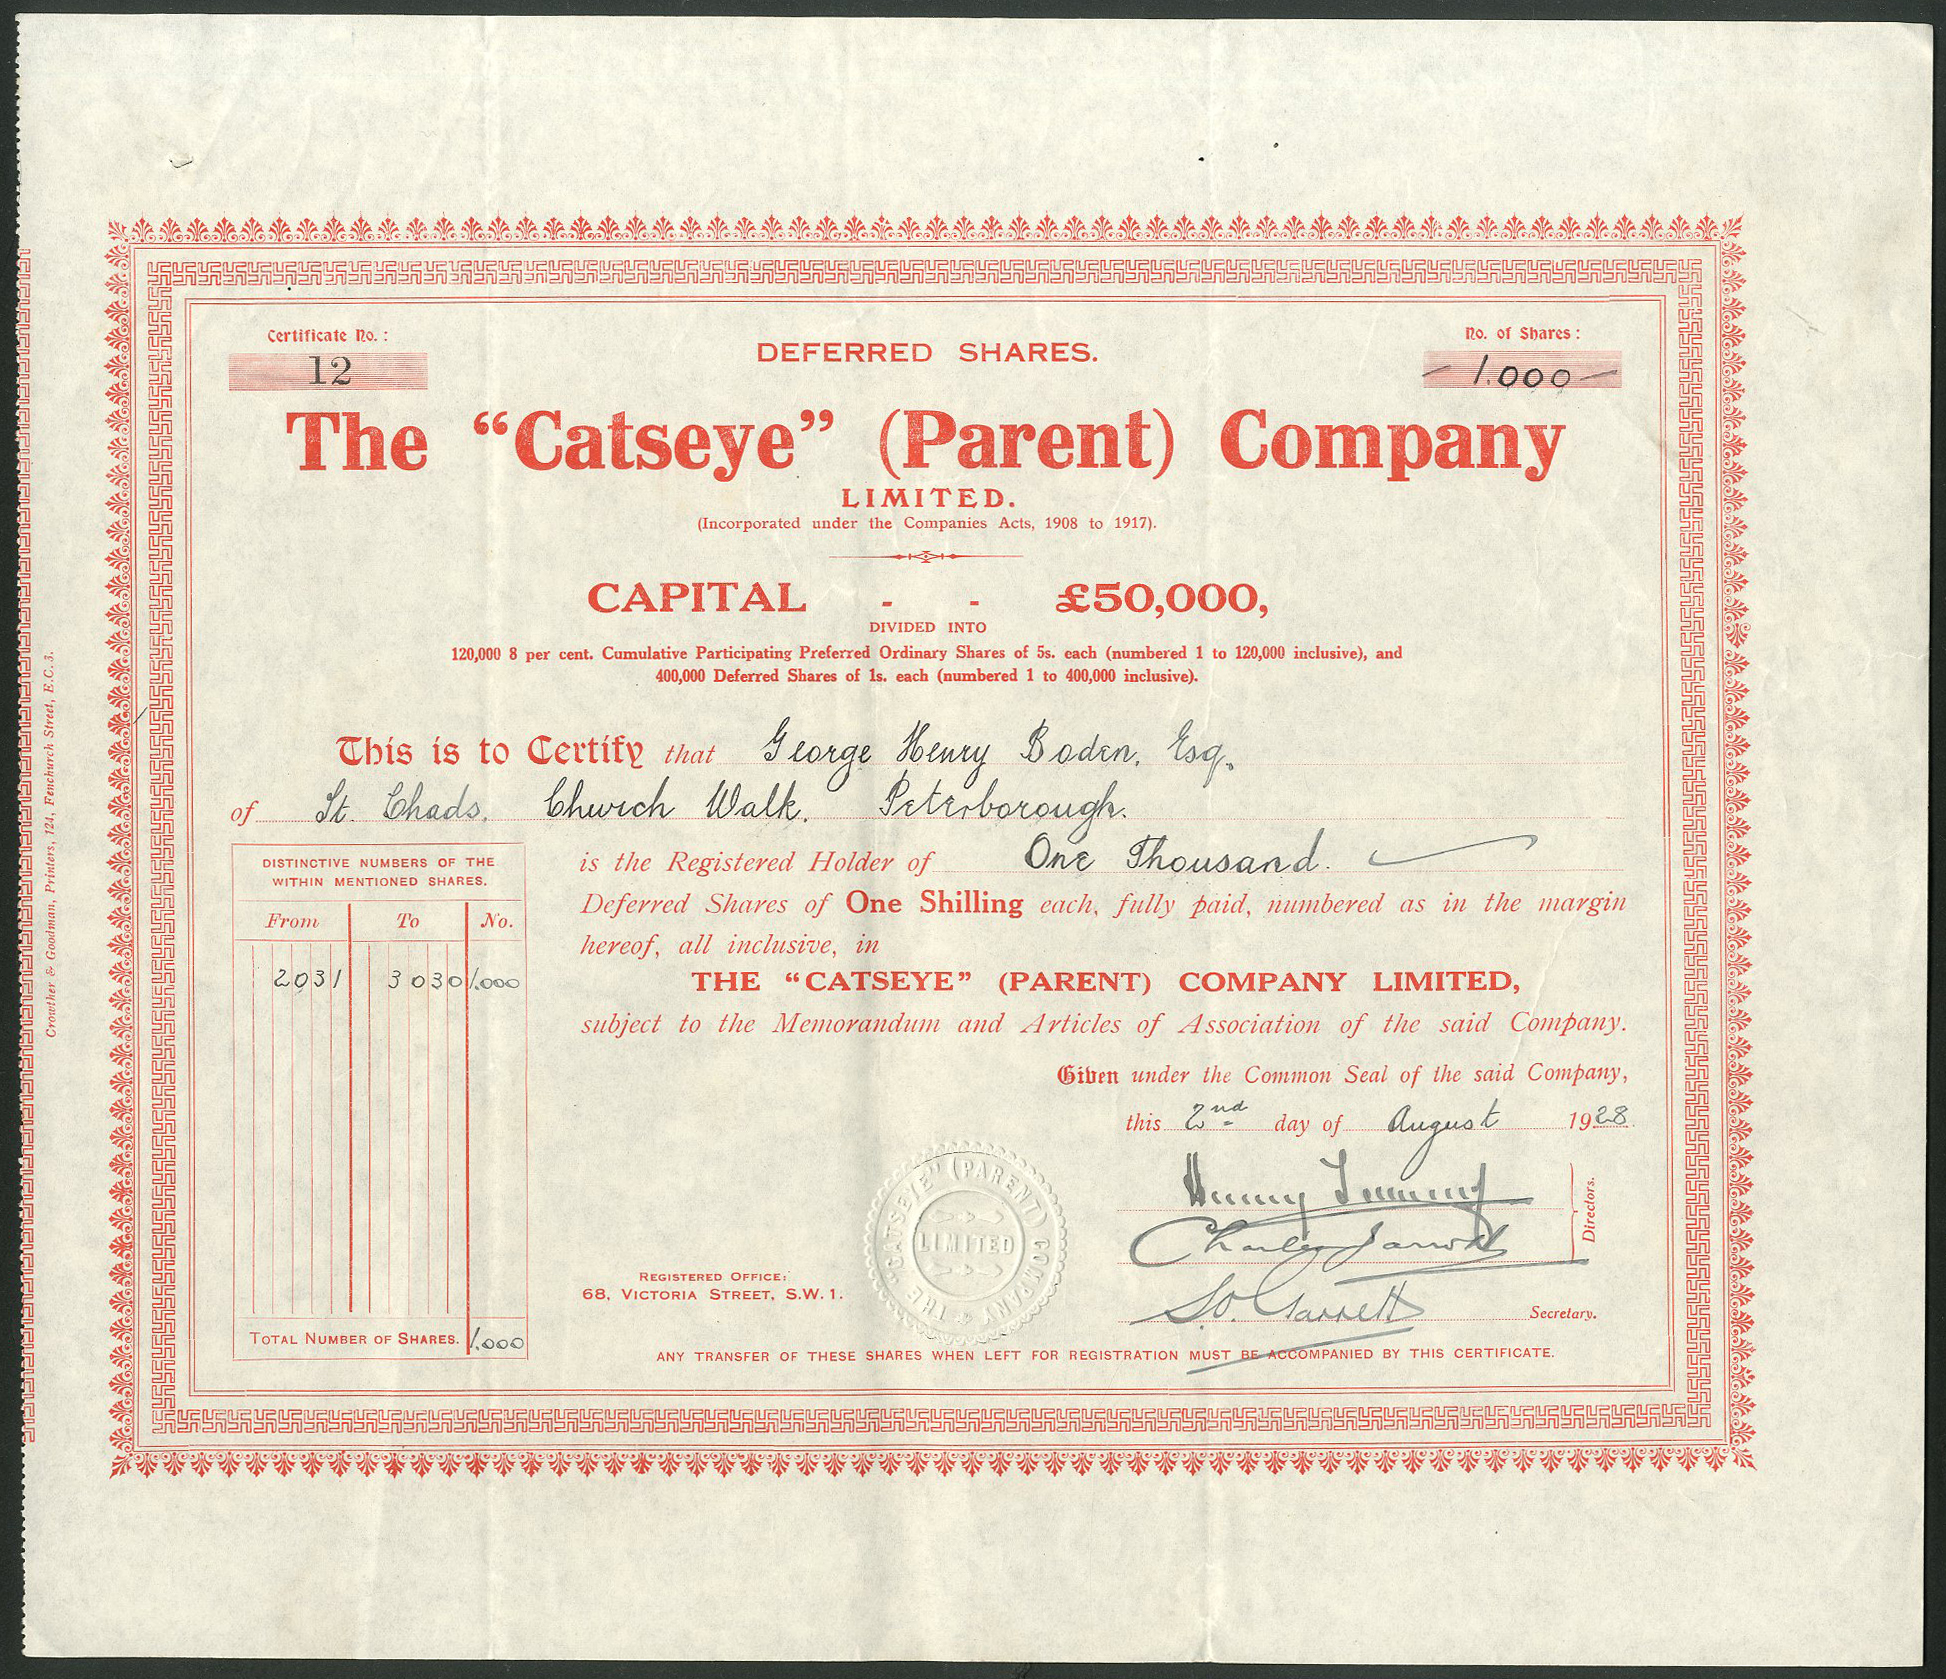 Certificate No. :
12
DEFERRED SHARES.
No. of Shares :
— 1.000 —
The “Catseye” (Parent) Company
LIMITED.
(Incorporated under the Companies Acts, 1908 to 1917).
CAPITAL - - £50,000,
DIVIDED INTO
120,000 8 per cent. Cumulative Participating Preferred Ordinary Shares of 5s. each (numbered 1 to 120,000 inclusive), and
400,000 Deferred Shares of 1s. each (numbered 1 to 400,000 inclusive).
This is to Certify that George Henry Boden, Esq.
of St. Chads, Church Walk, Peterborough.
is the Registered Holder of One Thousand.
Deferred Shares of One Shilling each, fully paid, numbered as in the margin
hereof, all inclusive, in
THE “CATSEYE” (PARENT) COMPANY LIMITED,
subject to the Memorandum and Articles of Association of the said Company.
DISTINCTIVE NUMBERS OF THE
WITHIN MENTIONED SHARES.
From To No.
2031 3030 1.000
TOTAL NUMBER OF SHARES. 1.000
Given under the Common Seal of the said Company,
this 2nd day of August 1928
Directors.
Charles
S.O. Garrett
Secretary.
REGISTERED OFFICE:
68, VICTORIA STREET, S.W. 1.
THE “CATSEYE” (PARENT) COMPANY
LIMITED
ANY TRANSFER OF THESE SHARES WHEN LEFT FOR REGISTRATION MUST BE ACCOMPANIED BY THIS CERTIFICATE.
Crowther & Goodman, Printers, 124, Fenchurch Street, E.C. 3.